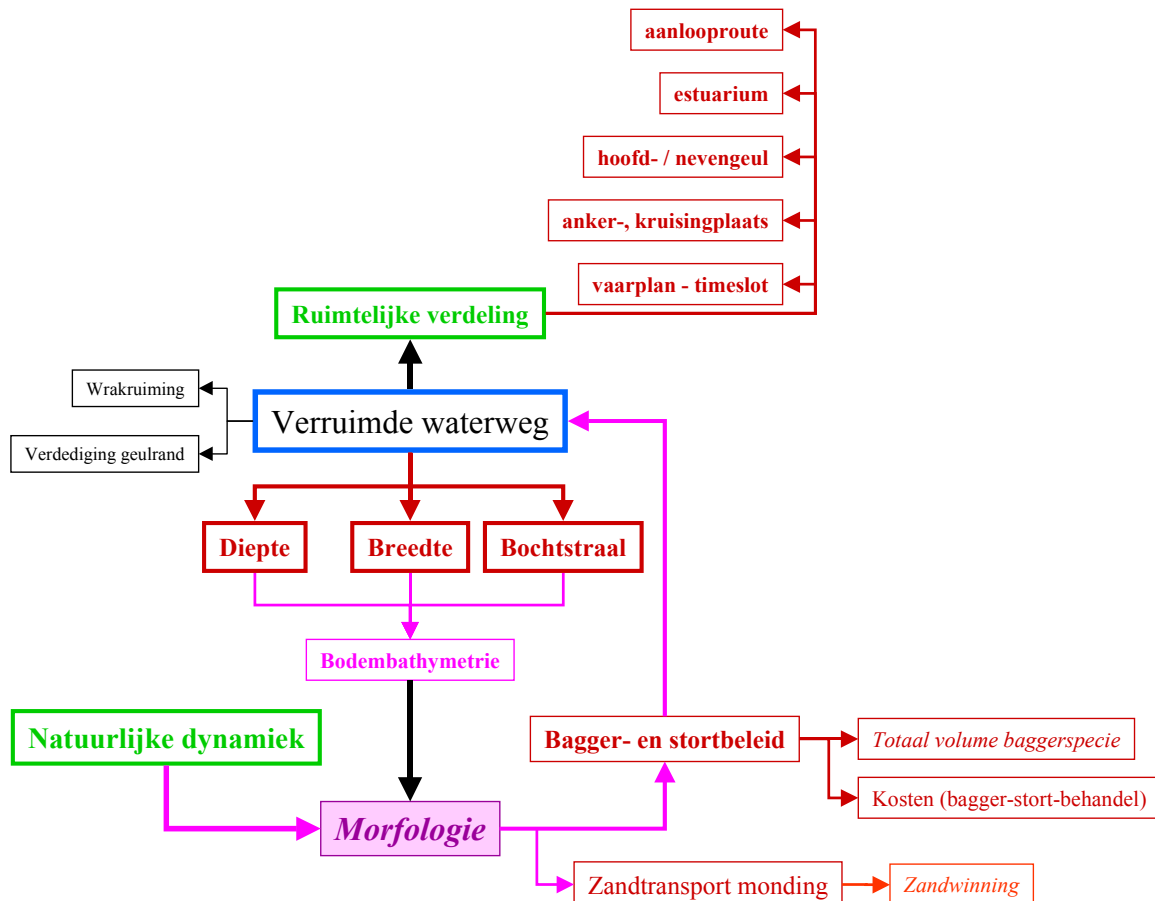 aanlooproute
estuarium
hoofd- / nevengeul
anker-, kruisingplaats
vaarplan - timeslot
Ruimtelijke verdeling
Wrakruiming
Verruimde waterweg
Verdediging geulrand
Diepte
Breedte
Bochtstraal
Bodembathymetrie
Natuurlijke dynamiek
Bagger- en stortbeleid
Totaal volume baggerspecie
Kosten (bagger-stort-behandel)
Morfologie
Zandtransport monding
Zandwinning